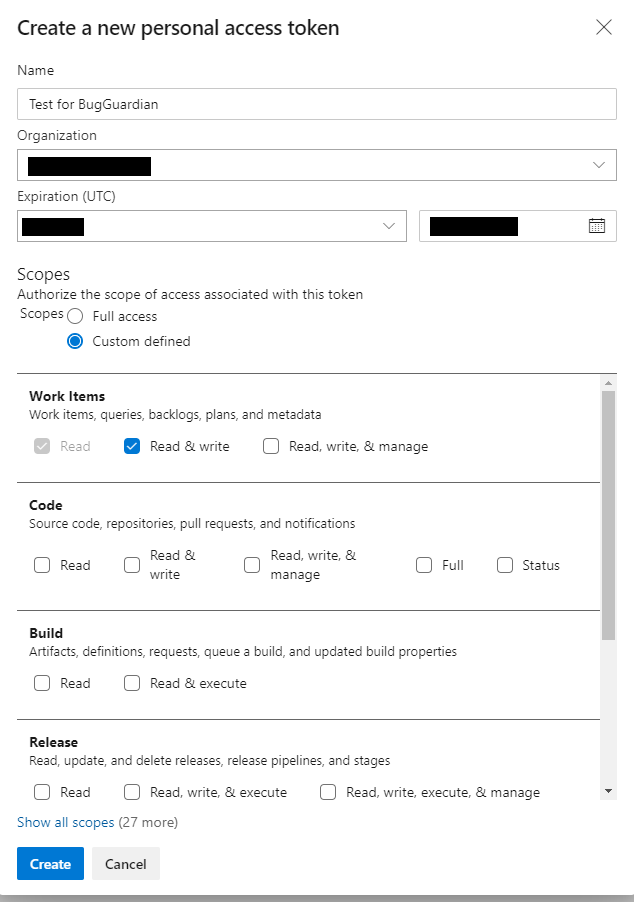 Create a new personal access token
Name
Test for BugGuardian
Organization
Expiration (UTC)
Scopes
Authorize the scope of access associated with this token
Scopes Full access
Custom defined
Work Items
Work items, queries, backlogs, plans, and metadata
Read Read & write Read, write, & manage
Code
Source code, repositories, pull requests, and notifications
Read Read & write Read, write, & manage Full Status
Build
Artifacts, definitions, requests, queue a build, and updated build properties
Read Read & execute
Release
Read, update, and delete releases, release pipelines, and stages
Read Read, write, & execute Read, write, execute, & manage
Show all scopes (27 more)
Create Cancel